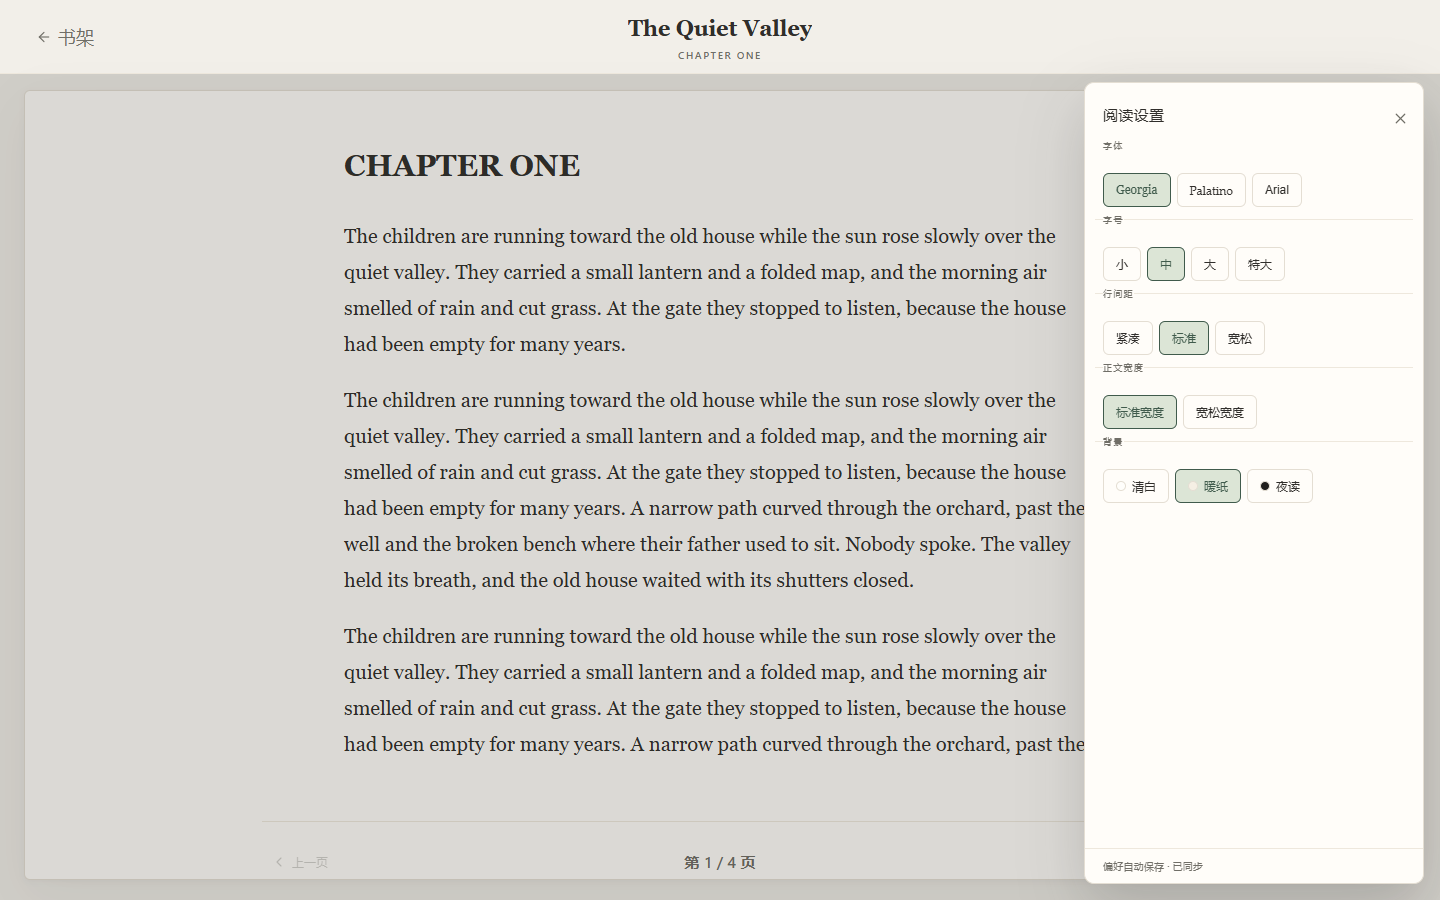 书架
The Quiet Valley
CHAPTER ONE
CHAPTER ONE
The children are running toward the old house while the sun rose slowly over the
quiet valley. They carried a small lantern and a folded map, and the morning air
smelled of rain and cut grass. At the gate they stopped to listen, because the house
had been empty for many years.
The children are running toward the old house while the sun rose slowly over the
quiet valley. They carried a small lantern and a folded map, and the morning air
smelled of rain and cut grass. At the gate they stopped to listen, because the house
had been empty for many years. A narrow path curved through the orchard, past the
well and the broken bench where their father used to sit. Nobody spoke. The valley
held its breath, and the old house waited with its shutters closed.
The children are running toward the old house while the sun rose slowly over the
quiet valley. They carried a small lantern and a folded map, and the morning air
smelled of rain and cut grass. At the gate they stopped to listen, because the house
had been empty for many years. A narrow path curved through the orchard, past the
上一页
第 1 / 4 页
阅读设置
字体
Georgia Palatino Arial
字号
小 中 大 特大
行间距
紧凑 标准 宽松
正文宽度
标准宽度 宽松宽度
背景
清白 暖纸 夜读
偏好自动保存 · 已同步